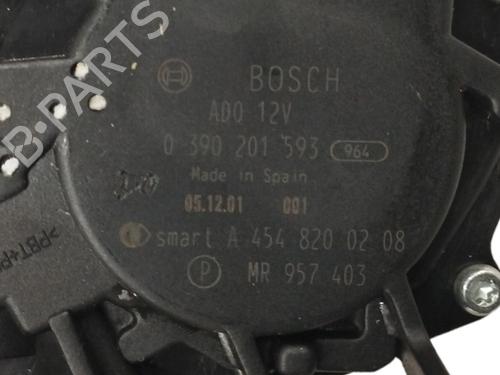 B-PARTS
BOSCH
ADO 12V
0 390 201 593 964
Made in Spain
05.12.01 001
smart A 454 820 02 08
P MR 957 403
>PBT+P